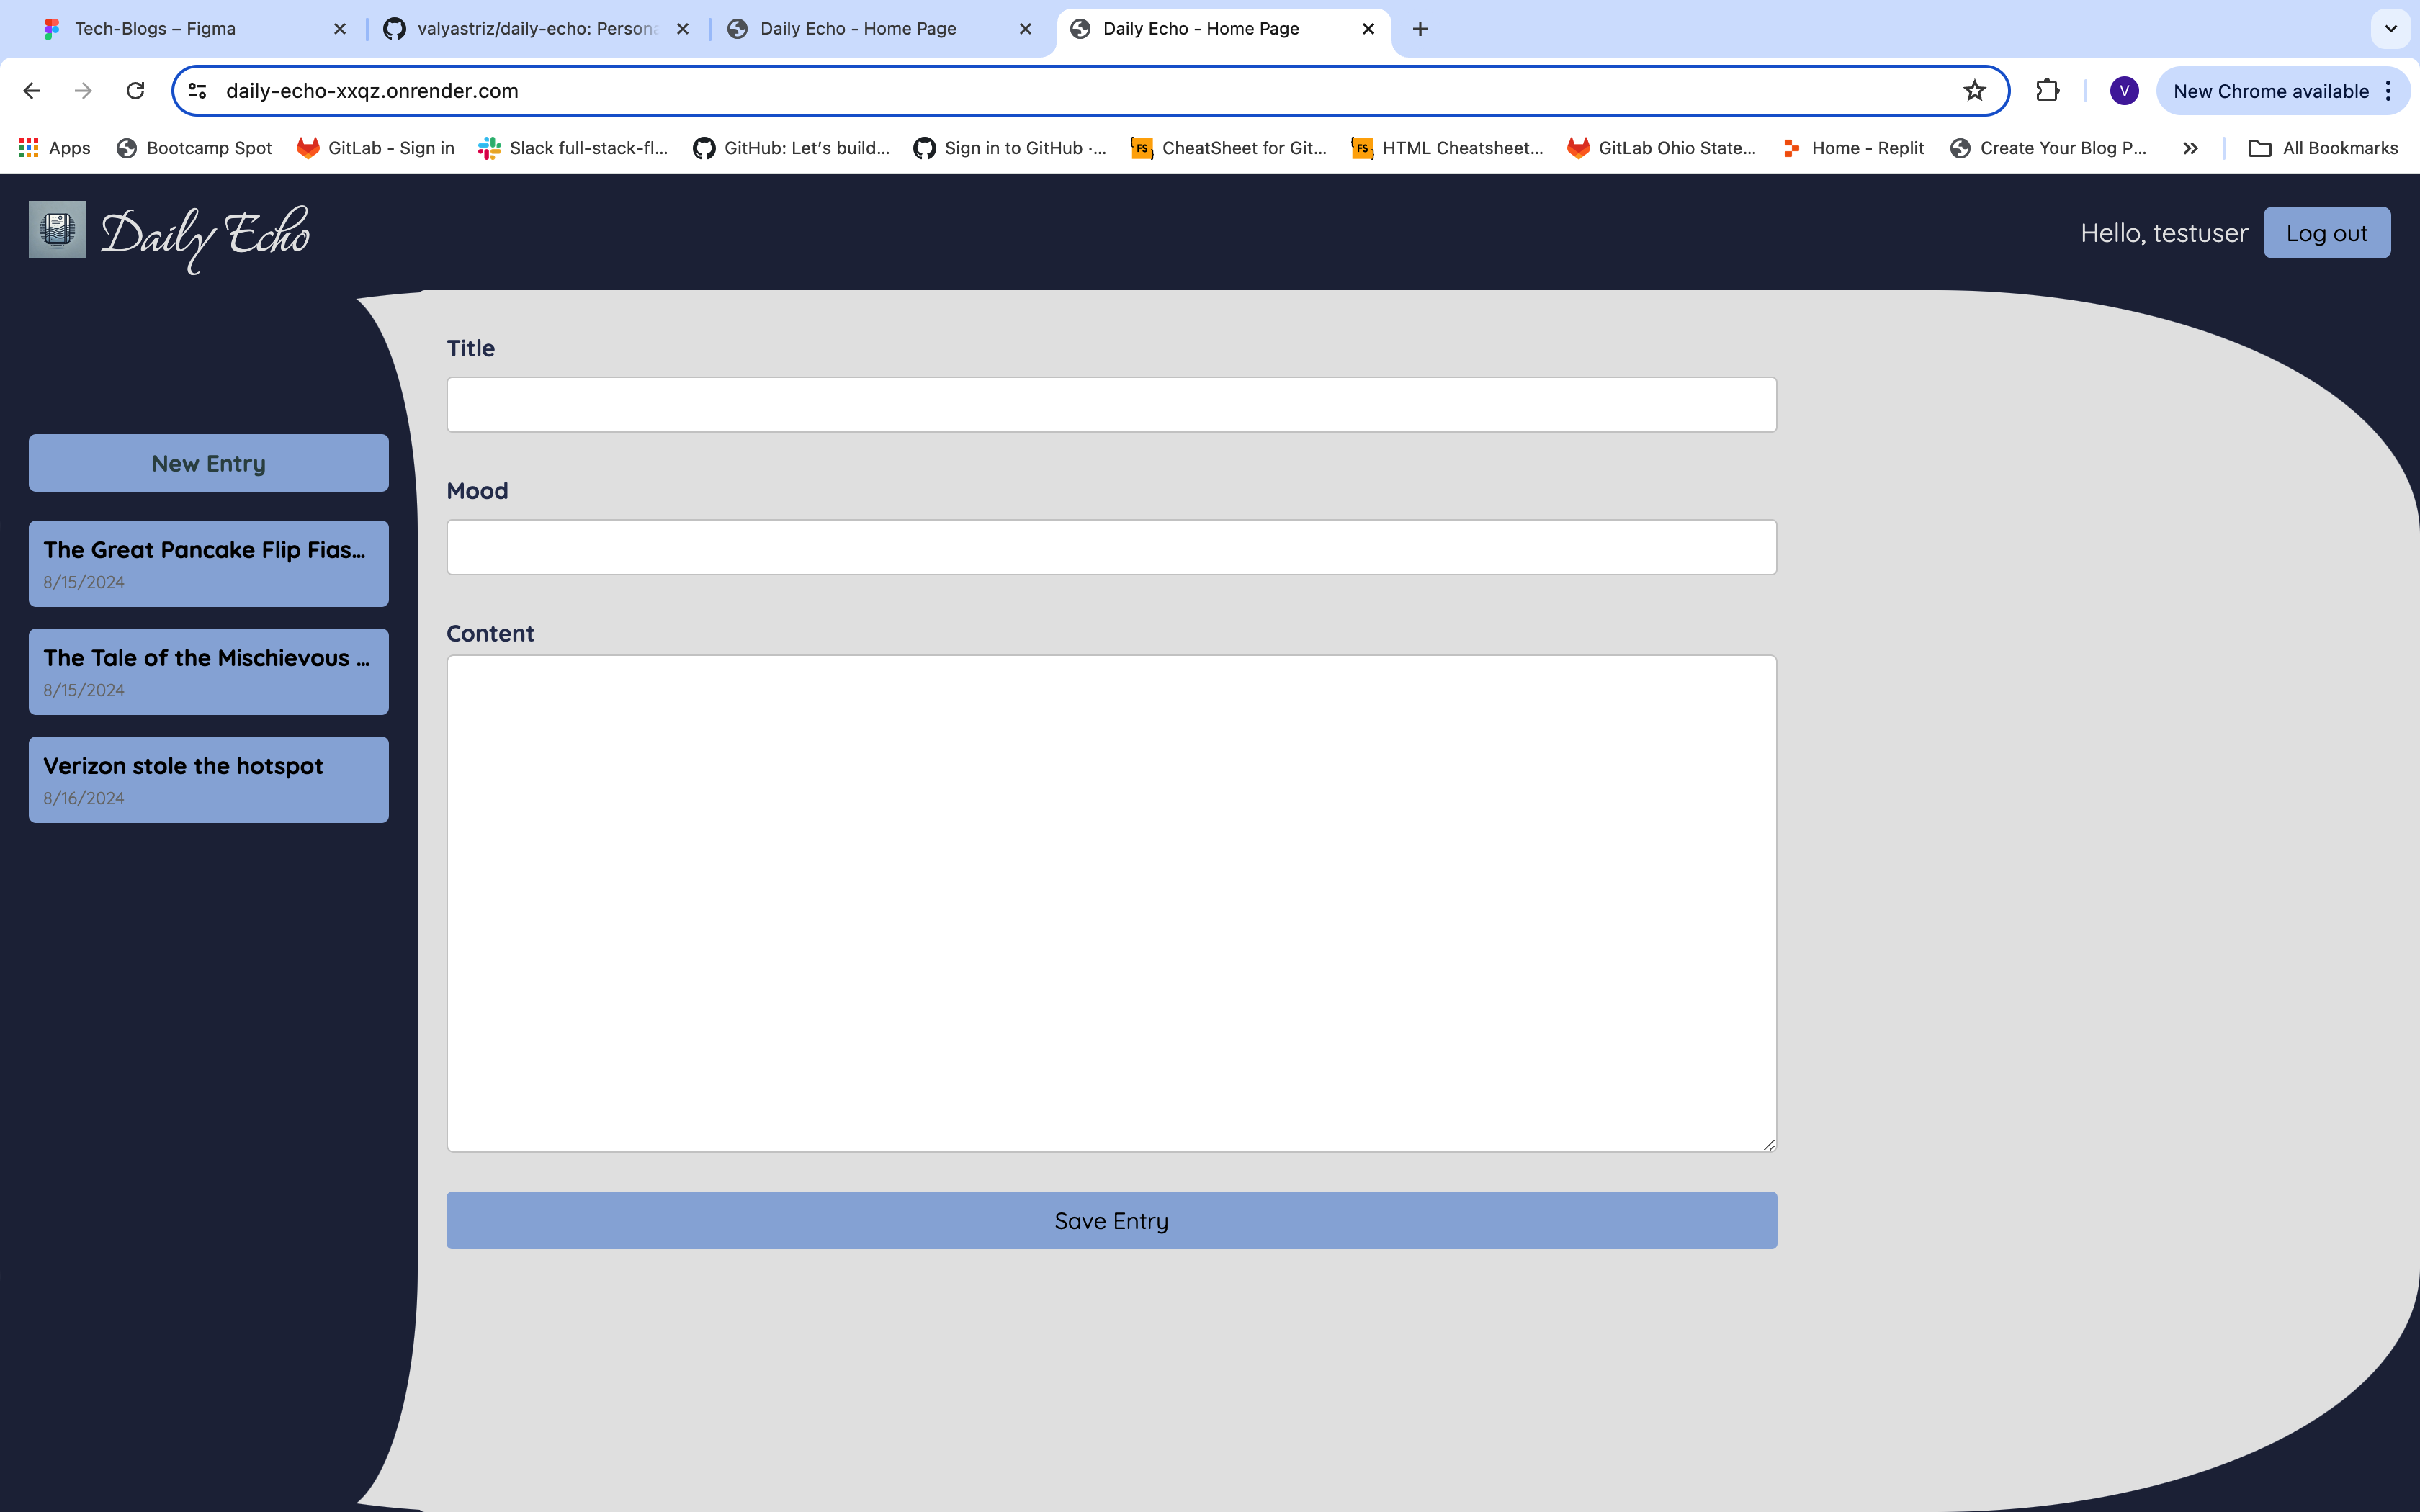 Tech-Blogs – Figma
valyastriz/daily-echo: Persona
Daily Echo - Home Page
Daily Echo - Home Page
daily-echo-xxqz.onrender.com
V
New Chrome available
Apps
Bootcamp Spot
GitLab - Sign in
Slack full-stack-fl...
GitHub: Let's build...
Sign in to GitHub ·...
FS
CheatSheet for Git...
FS
HTML Cheatsheet...
GitLab Ohio State...
Home - Replit
Create Your Blog P...
All Bookmarks
Daily Echo
Hello, testuser
Log out
New Entry
The Great Pancake Flip Fias...
8/15/2024
The Tale of the Mischievous ...
8/15/2024
Verizon stole the hotspot
8/16/2024
Title
Mood
Content
Save Entry